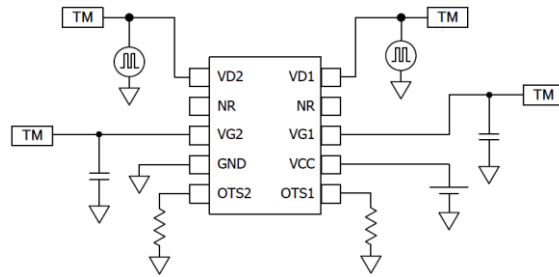 TM
TM
VD2 VD1
NR NR
TM
TM
VG2 VG1
GND VCC
OTS2 OTS1